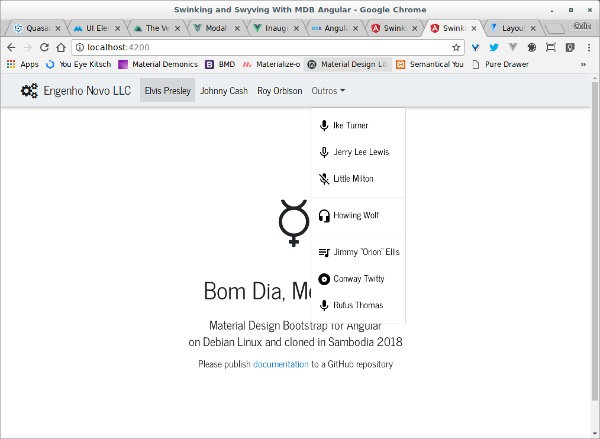 Swinking and Swyving With MDB Angular - Google Chrome
Quasa
UI Eler
The Ve
Modal
Inaugu
Angula
Swink
Swink
Layout
Colin
localhost:4200
Apps You Eye Kitsch Material Demonics BMD Materialize-o Material Design Lit Semantical You Pure Drawer »
Engenho Novo LLC Elvis Presley Johnny Cash Roy Orbison Outros
Ike Turner
Jerry Lee Lewis
Little Milton
Howling Wolf
Jimmy "Orion" Ellis
Conway Twitty
Rufus Thomas
Bom Dia, M
Material Design Bootstrap for Angular
on Debian Linux and cloned in Sambodia 2018
Please publish documentation to a GitHub repository